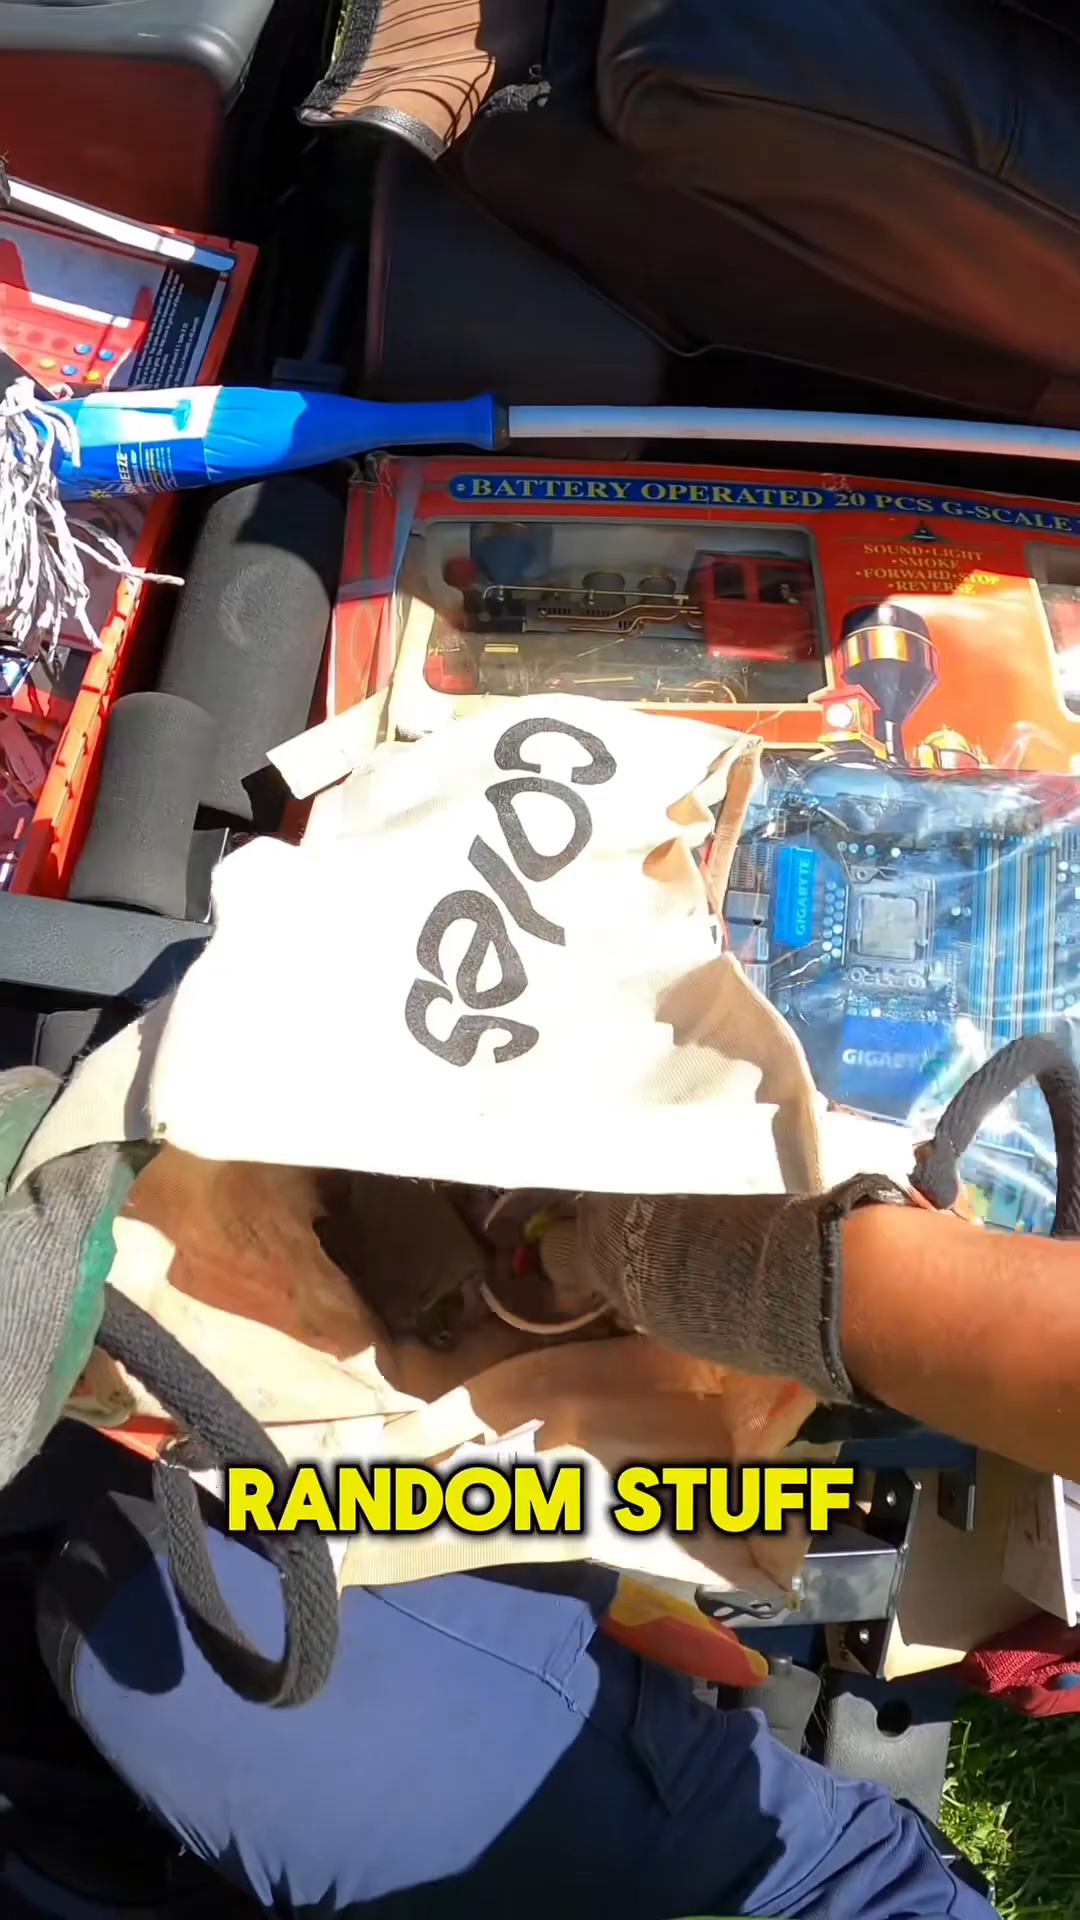 BATTERY OPERATED 20 PCS G-SCALE
SOUND·LIGHT
·SMOKE
·FORWARD·STOP
REVERSE
coles
GIGABYTE
GIGABYTE
RANDOM STUFF